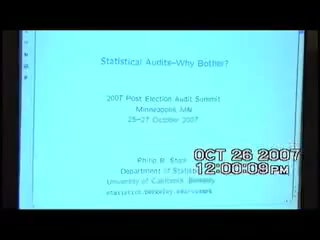 Statistical Audits–Why Bother?
2007 Post Election Audit Summit
Minneapolis, MN
25–27 October 2007
Philip B. Stark
Department of Statistics
University of California, Berkeley
OCT 26 2007
12:00:09 PM